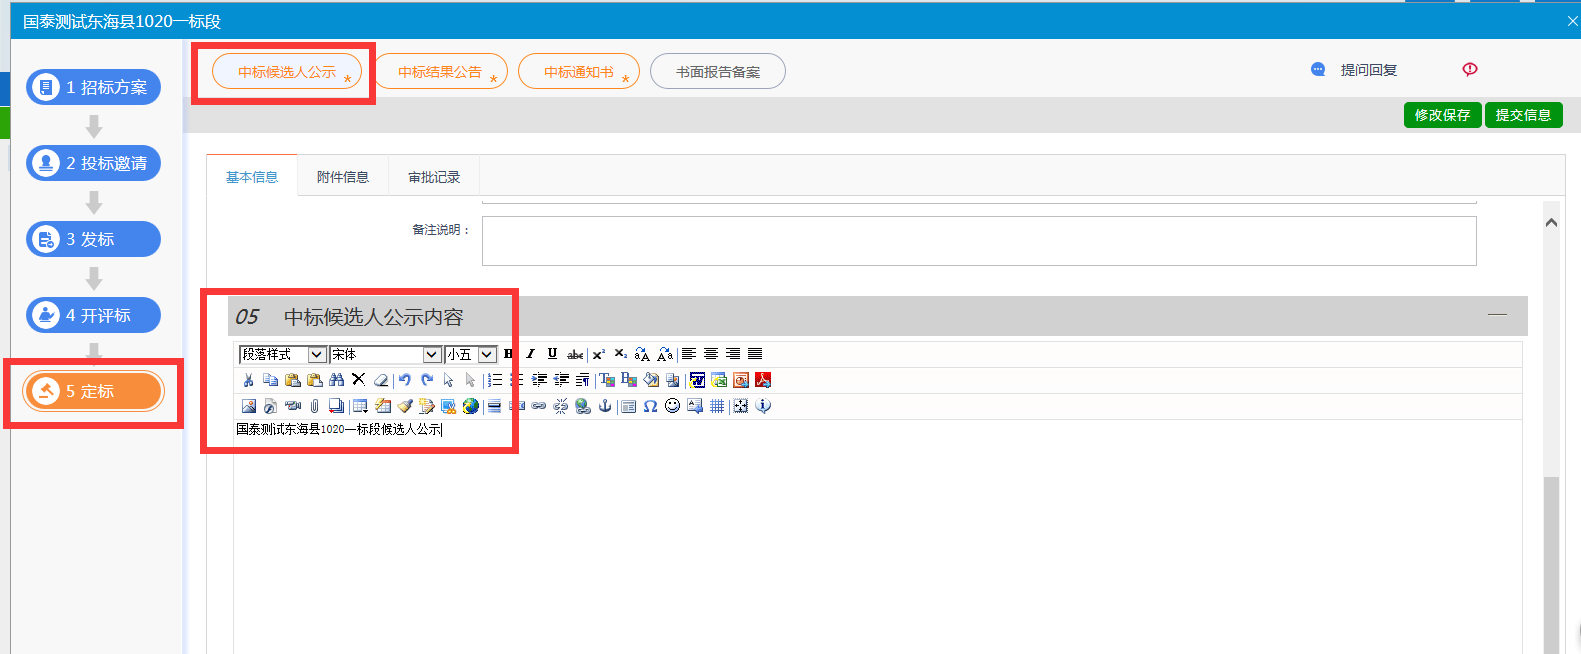 国泰测试东海县1020一标段
1 招标方案
2 投标邀请
3 发标
4 开评标
5 定标
中标候选人公示 *
中标结果公告 *
中标通知书 *
书面报告备案
提问回复
修改保存
提交信息
基本信息
附件信息
审批记录
备注说明：
05 中标候选人公示内容
段落样式 宋体 小五
国泰测试东海县1020一标段候选人公示